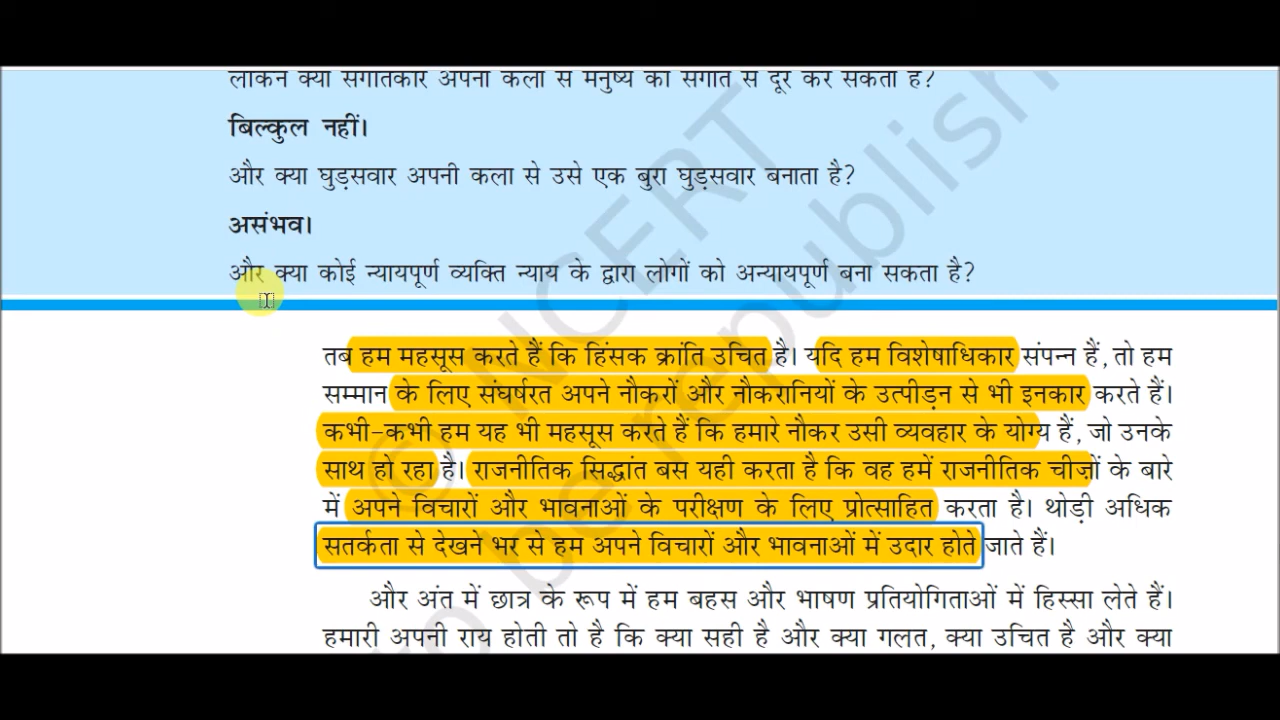 लेकिन क्या संगीतकार अपनी कला से मनुष्य को संगीत से दूर कर सकता है?
बिल्कुल नहीं।
और क्या घुड़सवार अपनी कला से उसे एक बुरा घुड़सवार बनाता है?
असंभव।
और क्या कोई न्यायपूर्ण व्यक्ति न्याय के द्वारा लोगों को अन्यायपूर्ण बना सकता है?
तब हम महसूस करते हैं कि हिंसक क्रांति उचित है। यदि हम विशेषाधिकार संपन्न हैं, तो हम
सम्मान के लिए संघर्षरत अपने नौकरों और नौकरानियों के उत्पीड़न से भी इनकार करते हैं।
कभी-कभी हम यह भी महसूस करते हैं कि हमारे नौकर उसी व्यवहार के योग्य हैं, जो उनके
साथ हो रहा है। राजनीतिक सिद्धांत बस यही करता है कि वह हमें राजनीतिक चीज़ों के बारे
में अपने विचारों और भावनाओं के परीक्षण के लिए प्रोत्साहित करता है। थोड़ी अधिक
सतर्कता से देखने भर से हम अपने विचारों और भावनाओं में उदार होते जाते हैं।
और अंत में छात्र के रूप में हम बहस और भाषण प्रतियोगिताओं में हिस्सा लेते हैं।
हमारी अपनी राय होती तो है कि क्या सही है और क्या गलत, क्या उचित है और क्या
© NCERT
to be republish